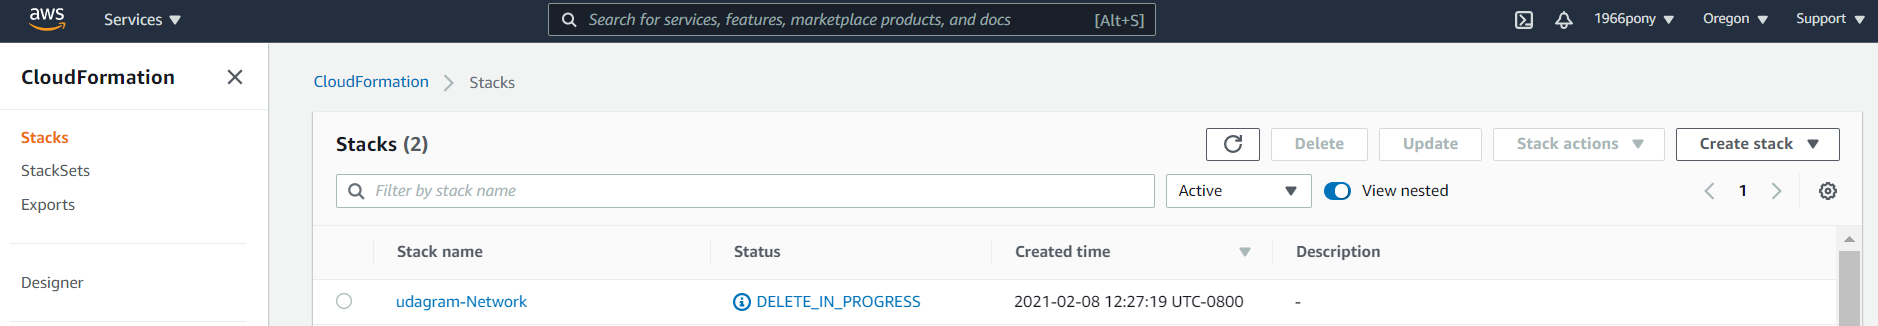 aws Services Search for services, features, marketplace products, and docs [Alt+S] 1966pony Oregon Support
CloudFormation
Stacks
StackSets
Exports
Designer
CloudFormation Stacks
Stacks (2) Delete Update Stack actions Create stack
Filter by stack name Active View nested 1
Stack name Status Created time Description
udagram-Network DELETE_IN_PROGRESS 2021-02-08 12:27:19 UTC-0800 -